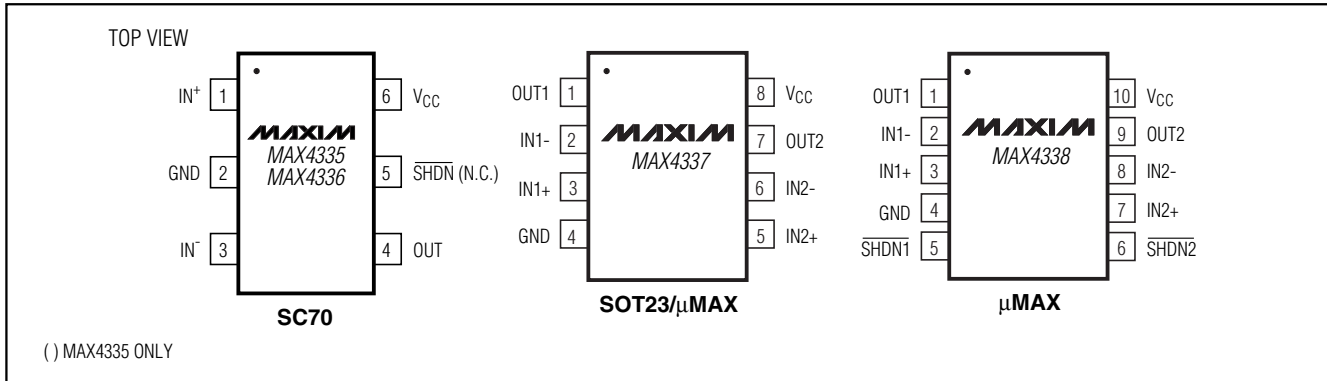 TOP VIEW
IN+ 1
GND 2
IN- 3
MAXIM
MAX4335
MAX4336
6 VCC
5 SHDN (N.C.)
4 OUT
SC70
OUT1 1
IN1- 2
IN1+ 3
GND 4
MAXIM
MAX4337
8 VCC
7 OUT2
6 IN2-
5 IN2+
SOT23/μMAX
OUT1 1
IN1- 2
IN1+ 3
GND 4
SHDN1 5
MAXIM
MAX4338
10 VCC
9 OUT2
8 IN2-
7 IN2+
6 SHDN2
μMAX
( ) MAX4335 ONLY